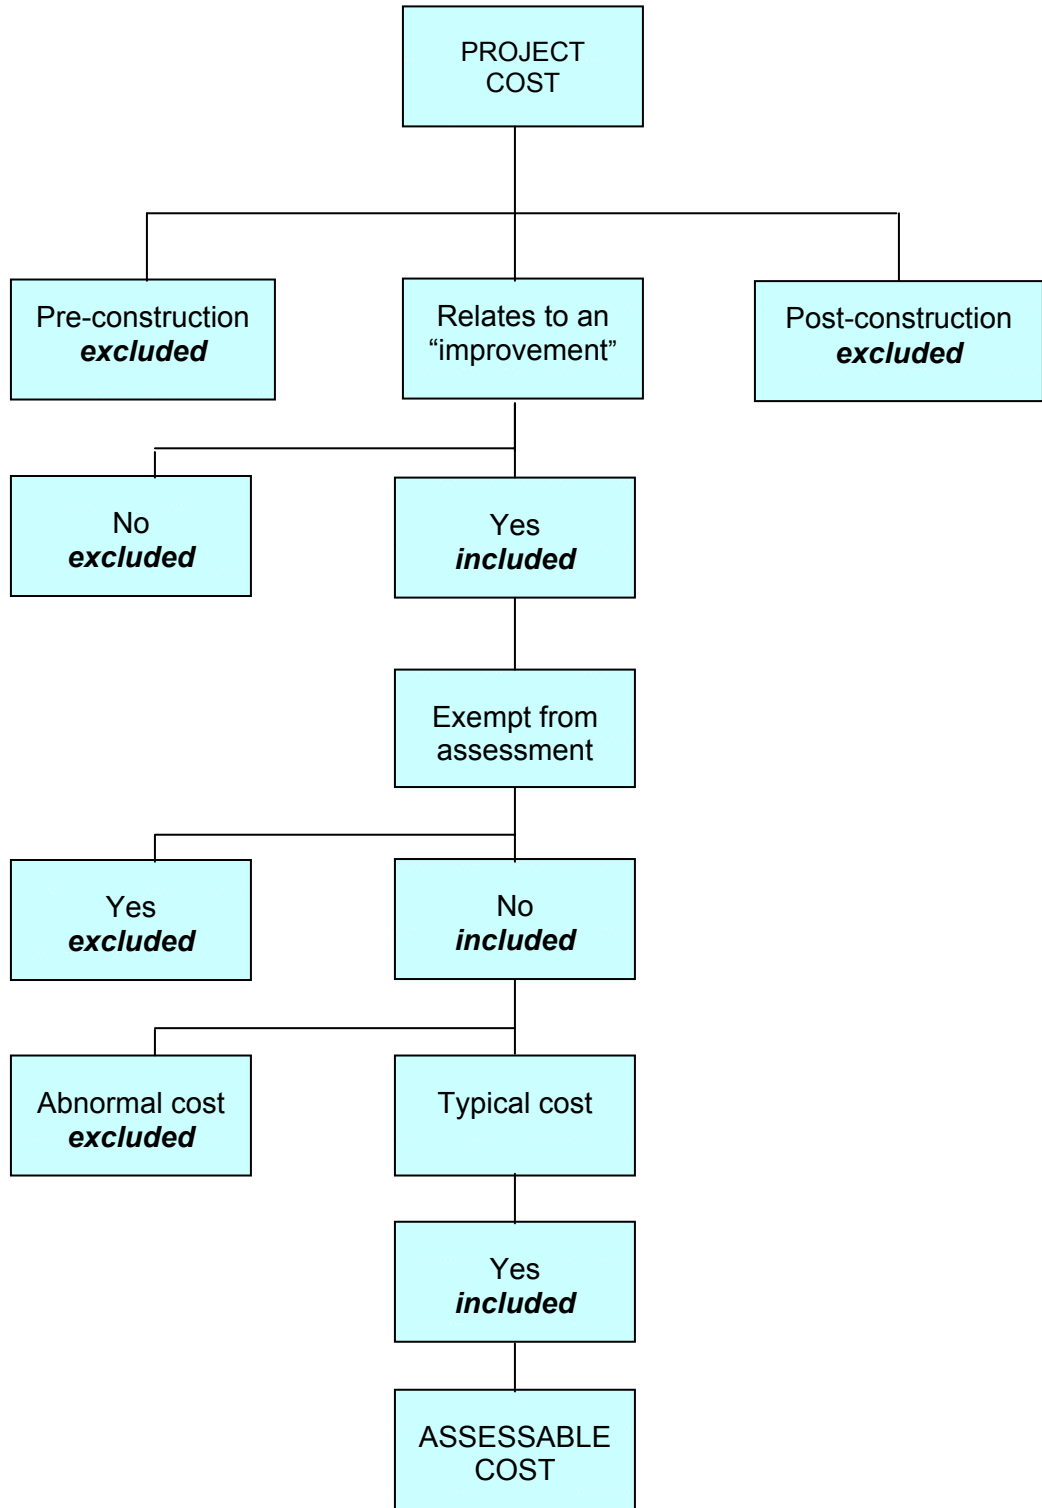 PROJECT
COST
Pre-construction
excluded
Relates to an
“improvement”
Post-construction
excluded
No
excluded
Yes
included
Exempt from
assessment
Yes
excluded
No
included
Abnormal cost
excluded
Typical cost
Yes
included
ASSESSABLE
COST